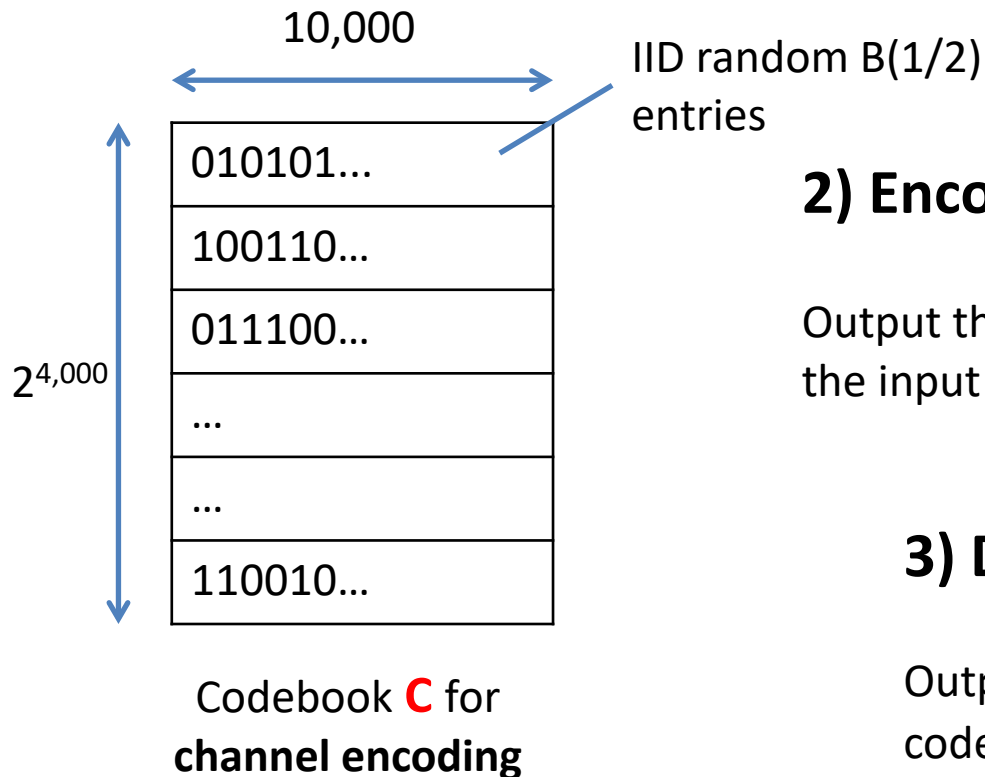 10,000
IID random B(1/2)
entries
010101...
100110...
011100...
...
...
110010...
2^4,000
Codebook C for
channel encoding
2) Enco
Output th
the input
3) D
Outp
code